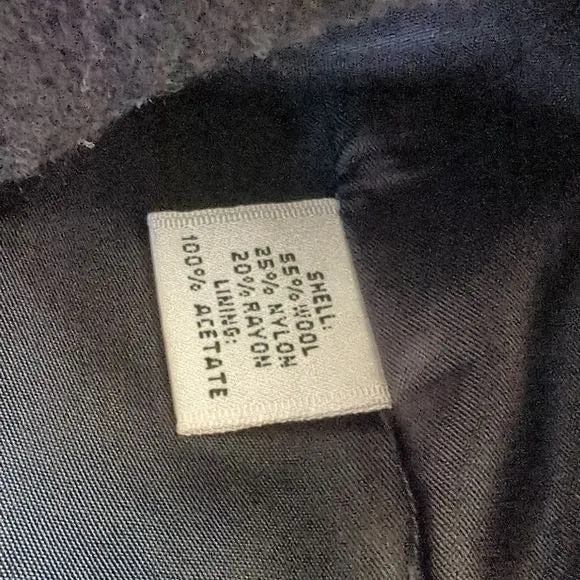 SHELL:
55% WOOL
25% NYLON
20% RAYON
LINING:
100% ACETATE